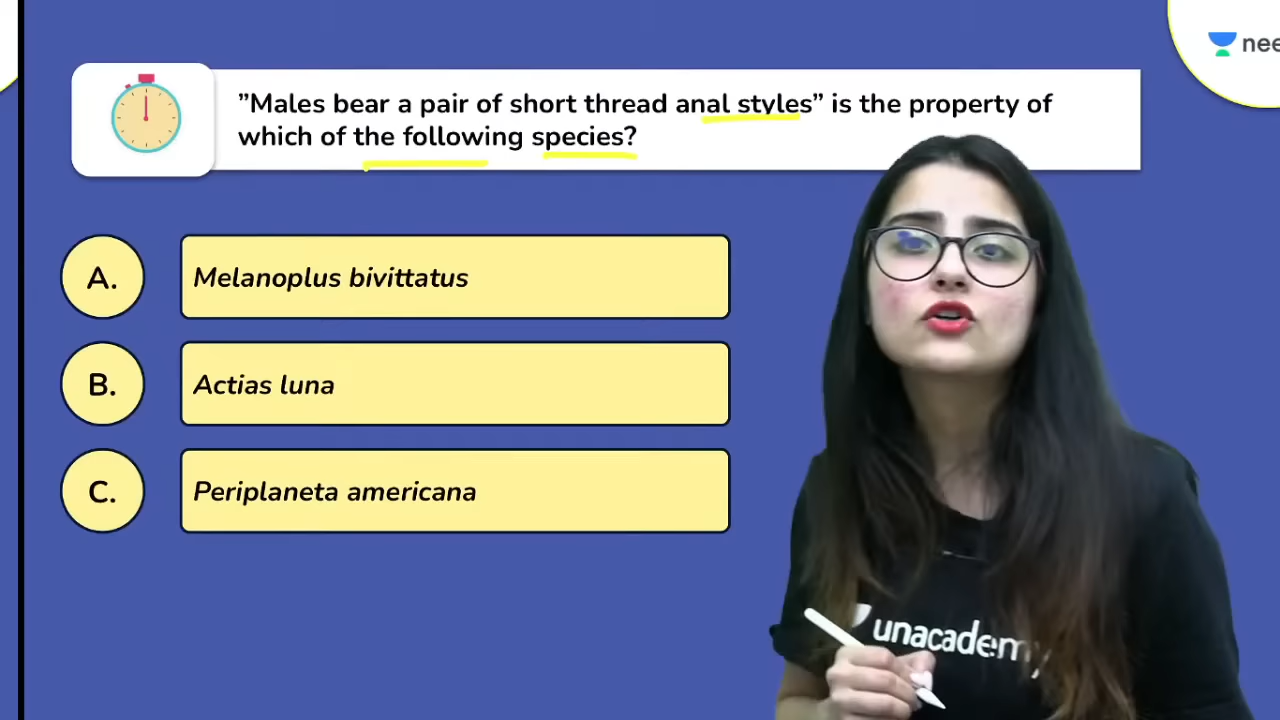 nee
"Males bear a pair of short thread anal styles" is the property of
which of the following species?
A. Melanoplus bivittatus
B. Actias luna
C. Periplaneta americana
unacademy